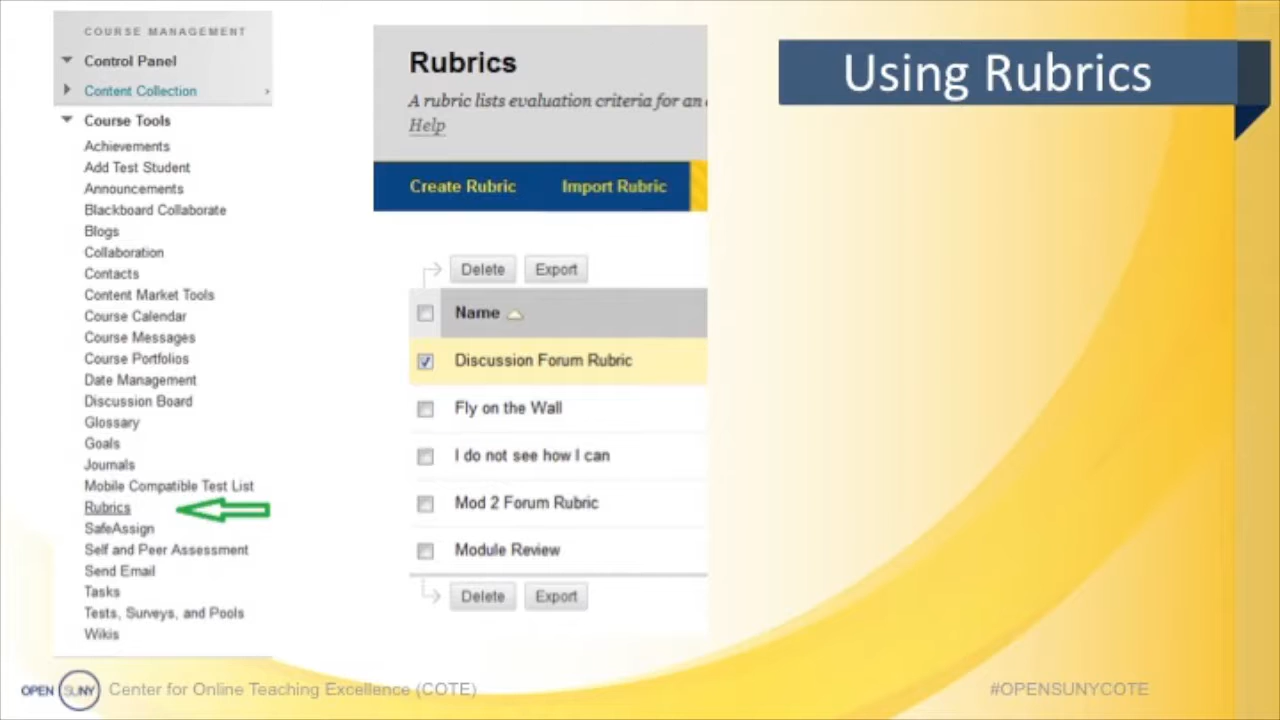 COURSE MANAGEMENT
Control Panel
Content Collection
Course Tools
Achievements
Add Test Student
Announcements
Blackboard Collaborate
Blogs
Collaboration
Contacts
Content Market Tools
Course Calendar
Course Messages
Course Portfolios
Date Management
Discussion Board
Glossary
Goals
Journals
Mobile Compatible Test List
Rubrics
SafeAssign
Self and Peer Assessment
Send Email
Tasks
Tests, Surveys, and Pools
Wikis
Rubrics
A rubric lists evaluation criteria for an
Help
Create Rubric Import Rubric
Delete Export
Name
Discussion Forum Rubric
Fly on the Wall
I do not see how I can
Mod 2 Forum Rubric
Module Review
Delete Export
Using Rubrics
OPEN SUNY Center for Online Teaching Excellence (COTE)
#OPENSUNYCOTE